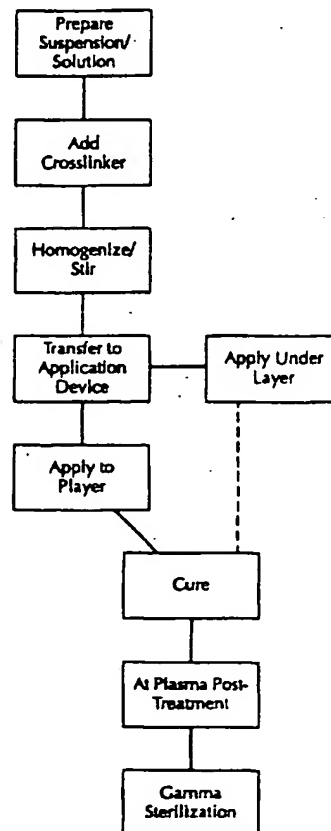 Prepare
Suspension/
Solution
Add
Crosslinker
Homogenize/
Stir
Transfer to
Application
Device
Apply Under
Layer
Apply to
Player
Cure
At Plasma Post-
Treatment
Gamma
Sterilization